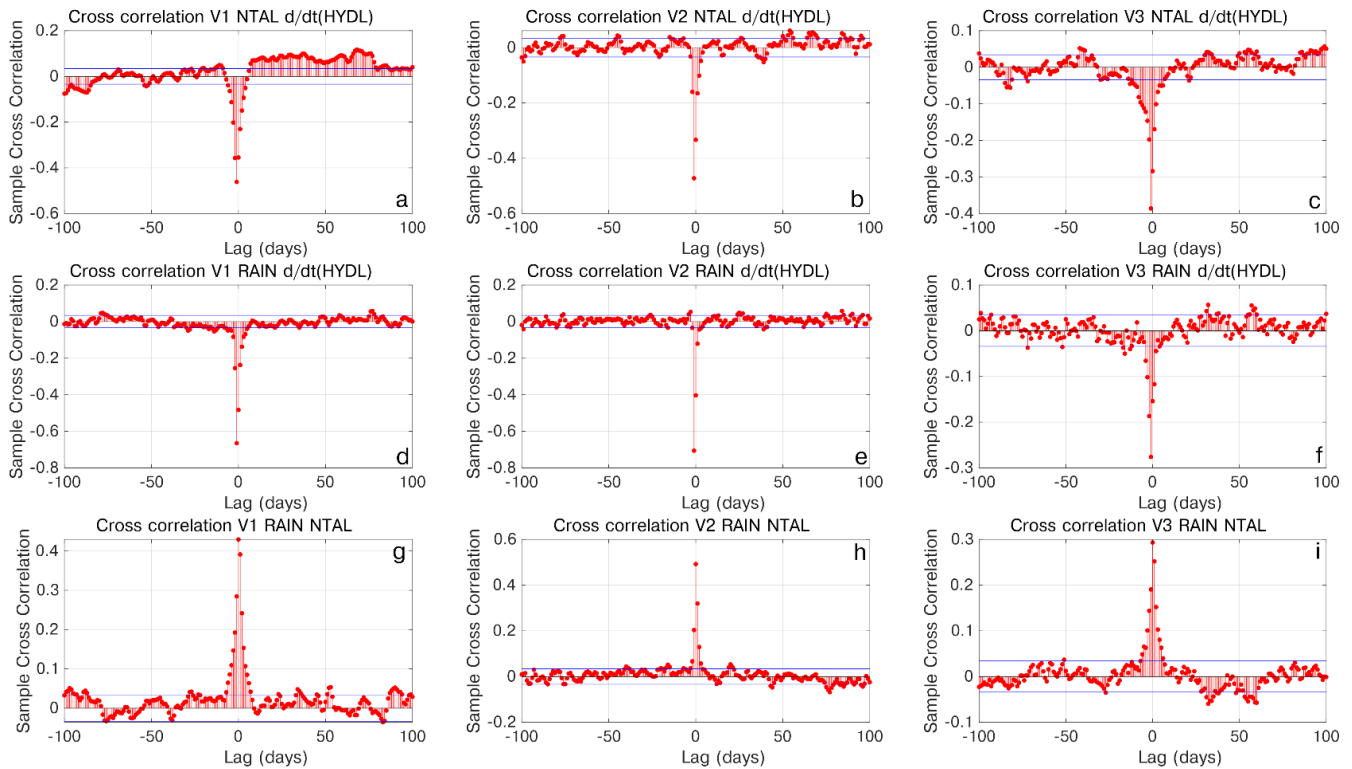 Cross correlation V1 NTAL d/dt(HYDL)
0.2
0
-0.2
-0.4
-0.6
Sample Cross Correlation
-100 -50 0 50 100
Lag (days)
a
Cross correlation V2 NTAL d/dt(HYDL)
0
-0.2
-0.4
-0.6
Sample Cross Correlation
-100 -50 0 50 100
Lag (days)
b
Cross correlation V3 NTAL d/dt(HYDL)
0.1
0
-0.1
-0.2
-0.3
-0.4
Sample Cross Correlation
-100 -50 0 50 100
Lag (days)
c
Cross correlation V1 RAIN d/dt(HYDL)
0.2
0
-0.2
-0.4
-0.6
-0.8
Sample Cross Correlation
-100 -50 0 50 100
Lag (days)
d
Cross correlation V2 RAIN d/dt(HYDL)
0.2
0
-0.2
-0.4
-0.6
-0.8
Sample Cross Correlation
-100 -50 0 50 100
Lag (days)
e
Cross correlation V3 RAIN d/dt(HYDL)
0.1
0
-0.1
-0.2
-0.3
Sample Cross Correlation
-100 -50 0 50 100
Lag (days)
f
Cross correlation V1 RAIN NTAL
0.4
0.3
0.2
0.1
0
Sample Cross Correlation
-100 -50 0 50 100
Lag (days)
g
Cross correlation V2 RAIN NTAL
0.6
0.4
0.2
0
-0.2
Sample Cross Correlation
-100 -50 0 50 100
Lag (days)
h
Cross correlation V3 RAIN NTAL
0.3
0.2
0.1
0
-0.1
Sample Cross Correlation
-100 -50 0 50 100
Lag (days)
i